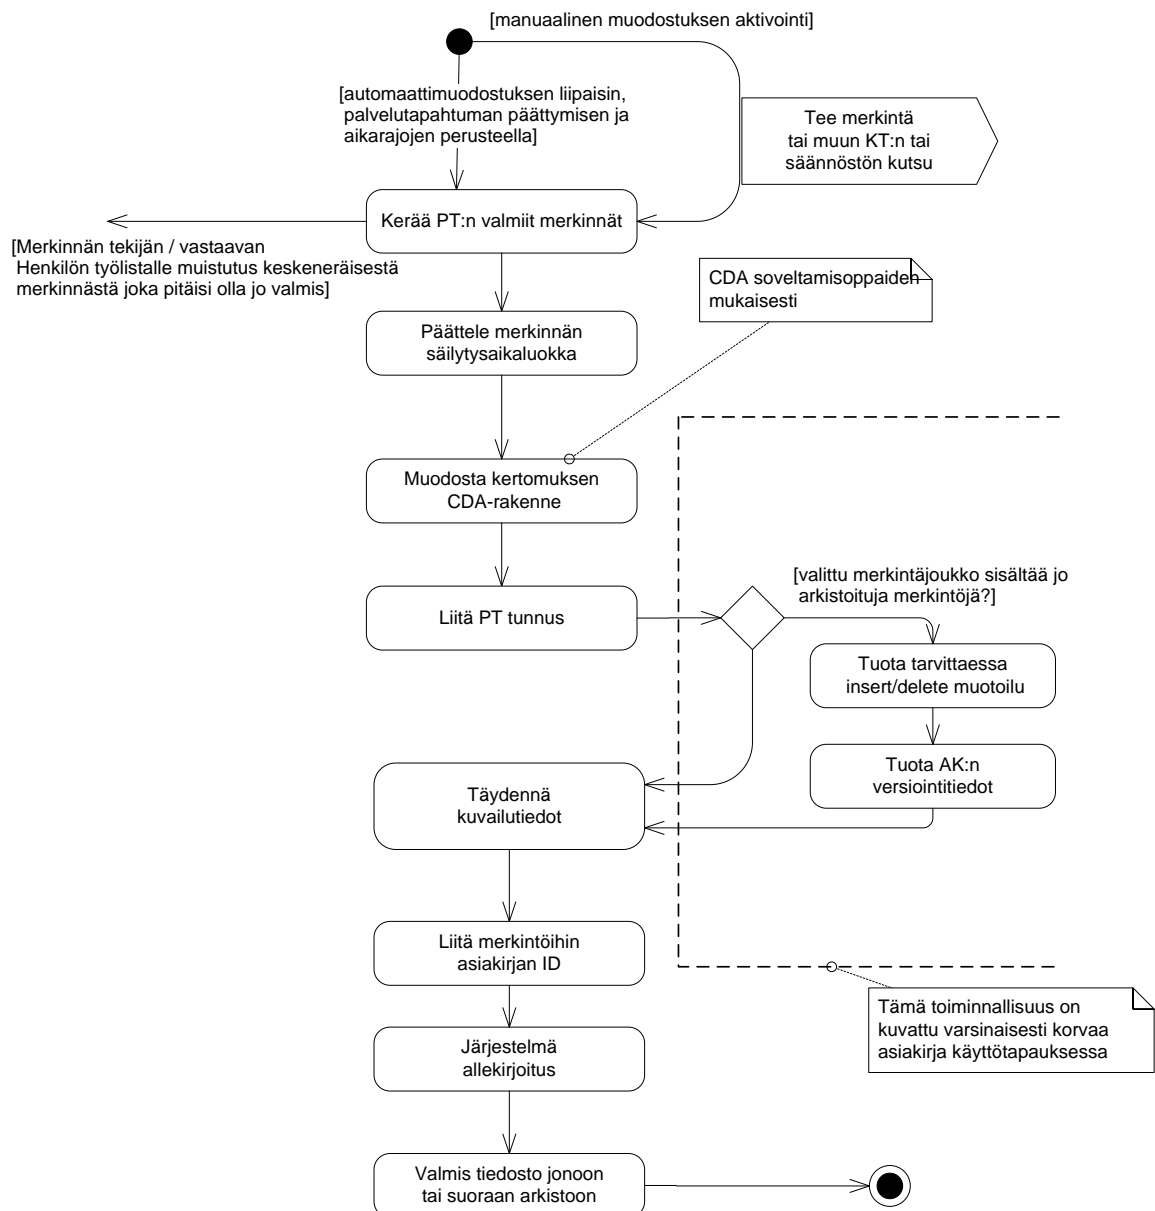 [manuaalinen muodostuksen aktivointi]
[automaattimuodostuksen liipaisin,
palvelutapahtuman päättymisen ja
aikarajojen perusteella]
Tee merkintä
tai muun KT:n tai
säännöstön kutsu
Kerää PT:n valmiit merkinnät
[Merkinnän tekijän / vastaavan
Henkilön työlistalle muistutus keskeneräisestä
merkinnästä joka pitäisi olla jo valmis]
CDA soveltamisoppaiden
mukaisesti
Päättele merkinnän
säilytysaikaluokka
Muodosta kertomuksen
CDA-rakenne
[valittu merkintäjoukko sisältää jo
arkistoituja merkintöjä?]
Liitä PT tunnus
Tuota tarvittaessa
insert/delete muotoilu
Tuota AK:n
versiointitiedot
Täydennä
kuvailutiedot
Liitä merkintöihin
asiakirjan ID
Tämä toiminnallisuus on
kuvattu varsinaisesti korvaa
asiakirja käyttötapauksessa
Järjestelmä
allekirjoitus
Valmis tiedosto jonoon
tai suoraan arkistoon